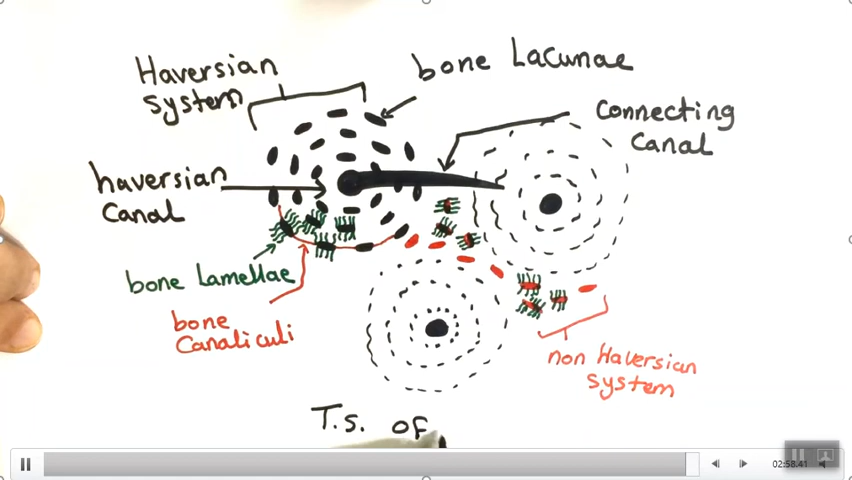 Haversian
system
bone Lacunae
Connecting
Canal
haversian
Canal
bone Lamellae
bone
Canaliculi
non Haversian
system
T.S. of
02:58.41